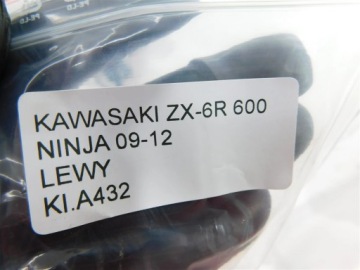 KAWASAKI ZX-6R 600
NINJA 09-12
LEWY
KI.A432